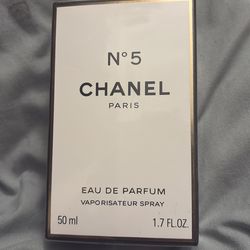 N°5
CHANEL
PARIS
EAU DE PARFUM
VAPORISATEUR SPRAY
50 ml 1.7 FL.OZ.